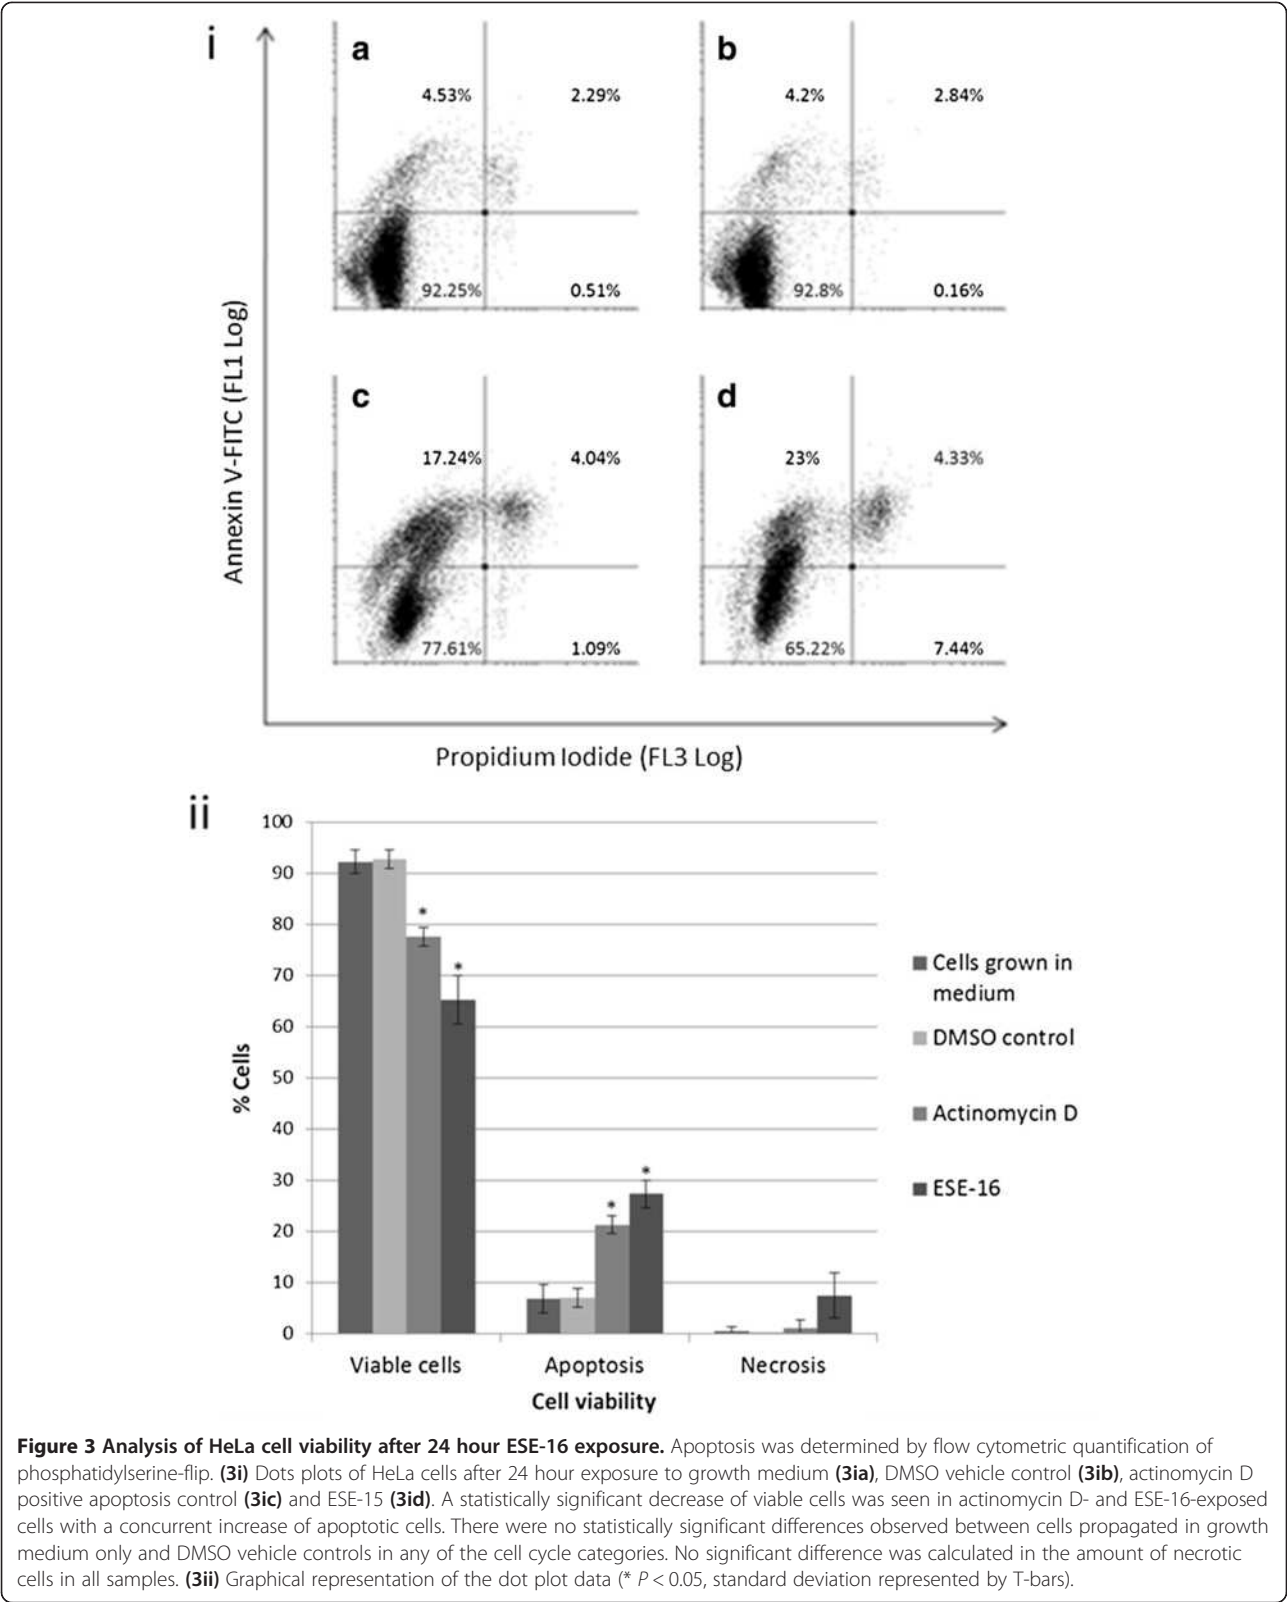 i
a
b
4.53%
2.29%
4.2%
2.84%
92.25%
0.51%
92.8%
0.16%
c
d
17.24%
4.04%
23%
4.33%
77.61%
1.09%
65.22%
7.44%
Annexin V-FITC (FL1 Log)
Propidium Iodide (FL3 Log)
ii
100
90
80
70
60
50
40
30
20
10
0
% Cells
*
*
*
*
Viable cells
Apoptosis
Necrosis
Cell viability
Cells grown in
medium
DMSO control
Actinomycin D
ESE-16
Figure 3 Analysis of HeLa cell viability after 24 hour ESE-16 exposure. Apoptosis was determined by flow cytometric quantification of
phosphatidylserine-flip. (3i) Dots plots of HeLa cells after 24 hour exposure to growth medium (3ia), DMSO vehicle control (3ib), actinomycin D
positive apoptosis control (3ic) and ESE-15 (3id). A statistically significant decrease of viable cells was seen in actinomycin D- and ESE-16-exposed
cells with a concurrent increase of apoptotic cells. There were no statistically significant differences observed between cells propagated in growth
medium only and DMSO vehicle controls in any of the cell cycle categories. No significant difference was calculated in the amount of necrotic
cells in all samples. (3ii) Graphical representation of the dot plot data (* P < 0.05, standard deviation represented by T-bars).